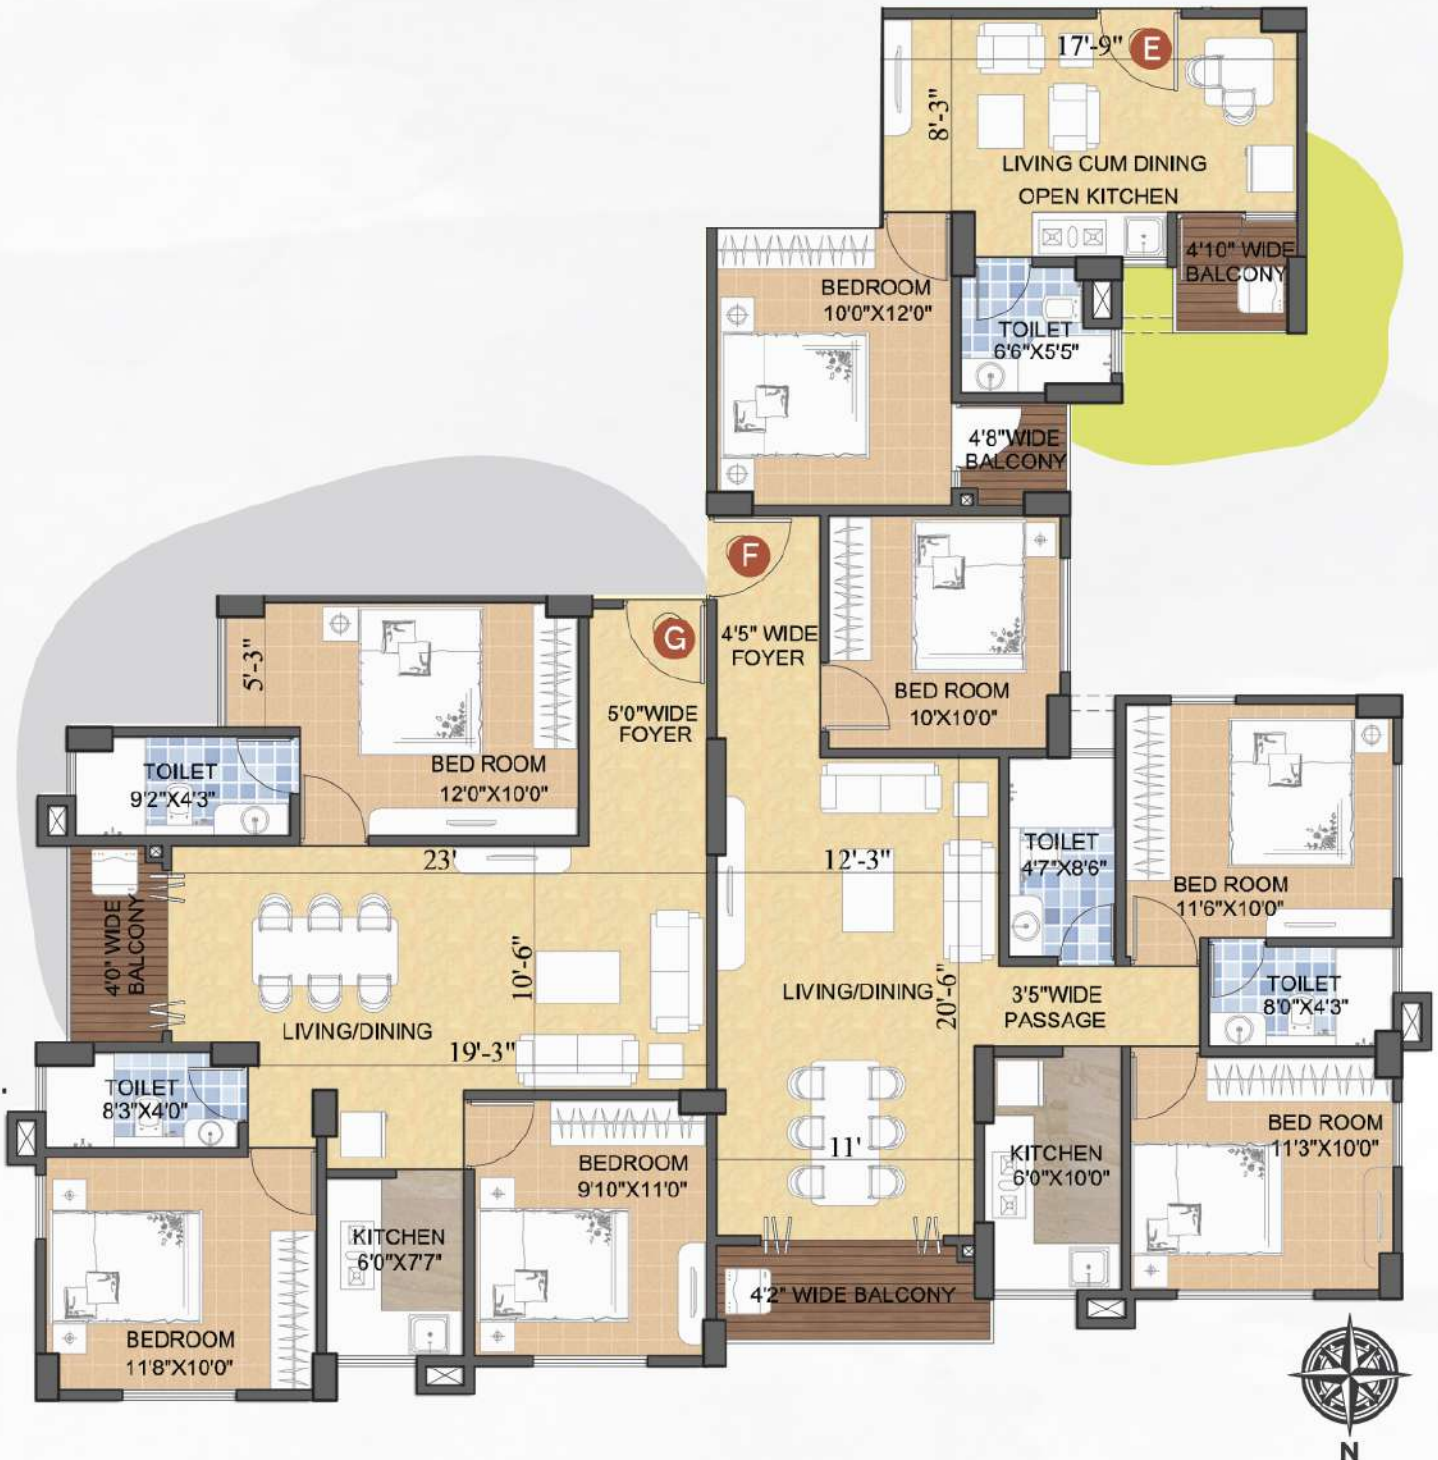 17'-9"
E
8'-3"
LIVING CUM DINING
OPEN KITCHEN
4'10" WIDE
BALCONY
BEDROOM
10'0"X12'0"
TOILET
6'6"X5'5"
4'8"WIDE
BALCONY
F
G
4'5" WIDE
FOYER
5'-3"
BED ROOM
10'X10'0"
5'0"WIDE
FOYER
TOILET
9'2"X4'3"
BED ROOM
12'0"X10'0"
23'
12'-3"
TOILET
4'7"X8'6"
BED ROOM
11'6"X10'0"
4'0" WIDE
BALCONY
10'-6"
LIVING/DINING
19'-3"
LIVING/DINING
20'-6"
3'5"WIDE
PASSAGE
TOILET
8'0"X4'3"
TOILET
8'3"X4'0"
11'
KITCHEN
6'0"X10'0"
BED ROOM
11'3"X10'0"
BEDROOM
9'10"X11'0"
KITCHEN
6'0"X7'7"
4'2" WIDE BALCONY
BEDROOM
11'8"X10'0"
N